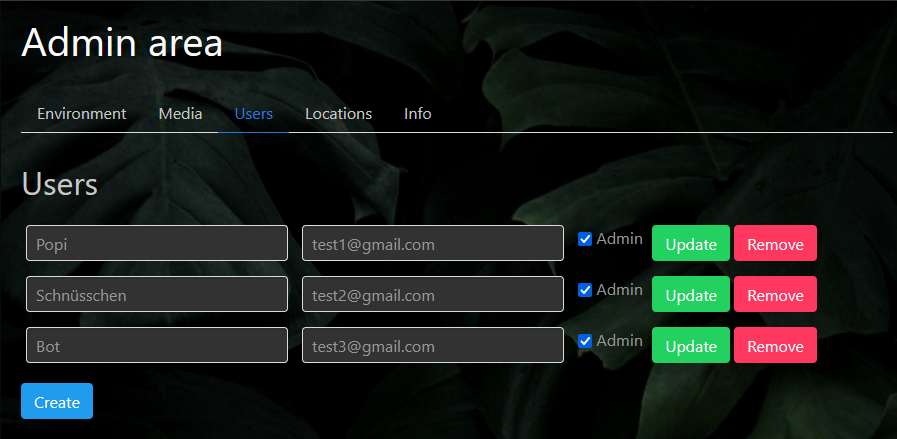 Admin area
Environment Media Users Locations Info
Users
Popi test1@gmail.com Admin Update Remove
Schnüsschen test2@gmail.com Admin Update Remove
Bot test3@gmail.com Admin Update Remove
Create